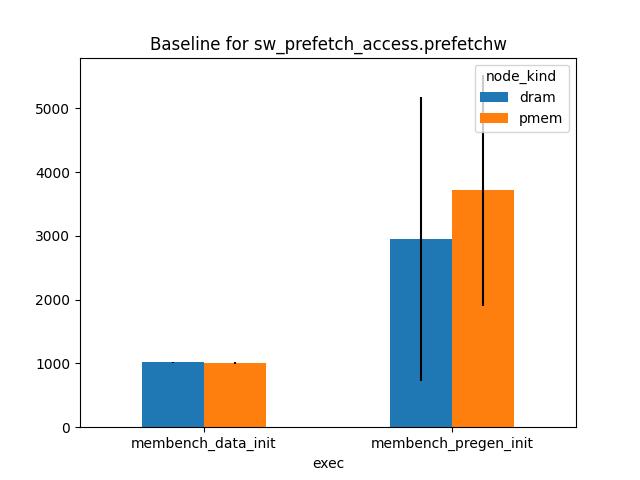 Baseline for sw_prefetch_access.prefetchw
node_kind
dram
pmem
5000
4000
3000
2000
1000
0
membench_data_init
membench_pregen_init
exec